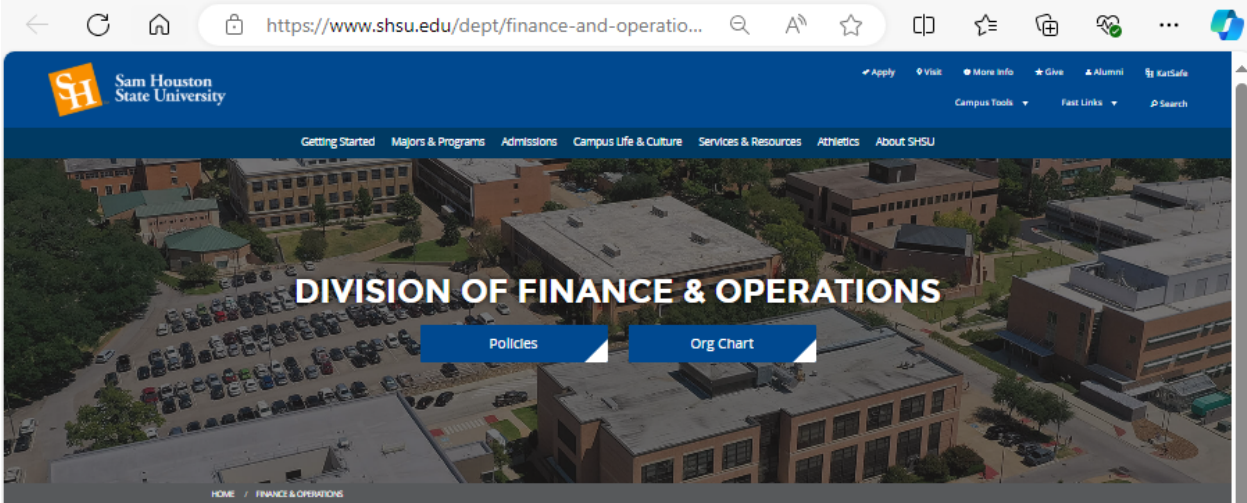 https://www.shsu.edu/dept/finance-and-operatio...
SH
Sam Houston
State University
Apply Visit More Info Give Alumni KatSafe
Campus Tools Fast Links Search
Getting Started Majors & Programs Admissions Campus Life & Culture Services & Resources Athletics About SHSU
DIVISION OF FINANCE & OPERATIONS
Policies Org Chart
HOME / FINANCE & OPERATIONS